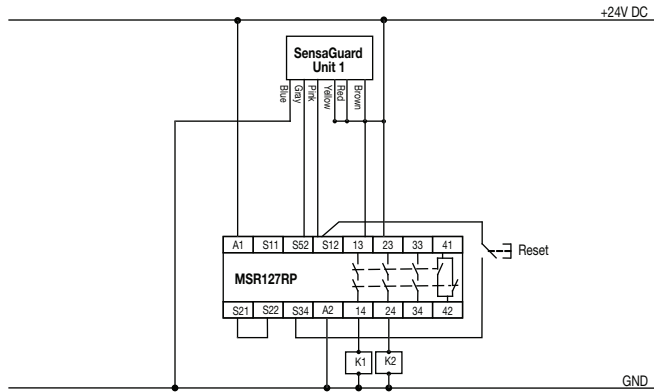 +24V DC
SensaGuard
Unit 1
Blue
Gray
Pink
Yellow
Red
Brown
A1 S11 S52 S12 13 23 33 41
Reset
MSR127RP
S21 S22 S34 A2 14 24 34 42
K1 K2
GND